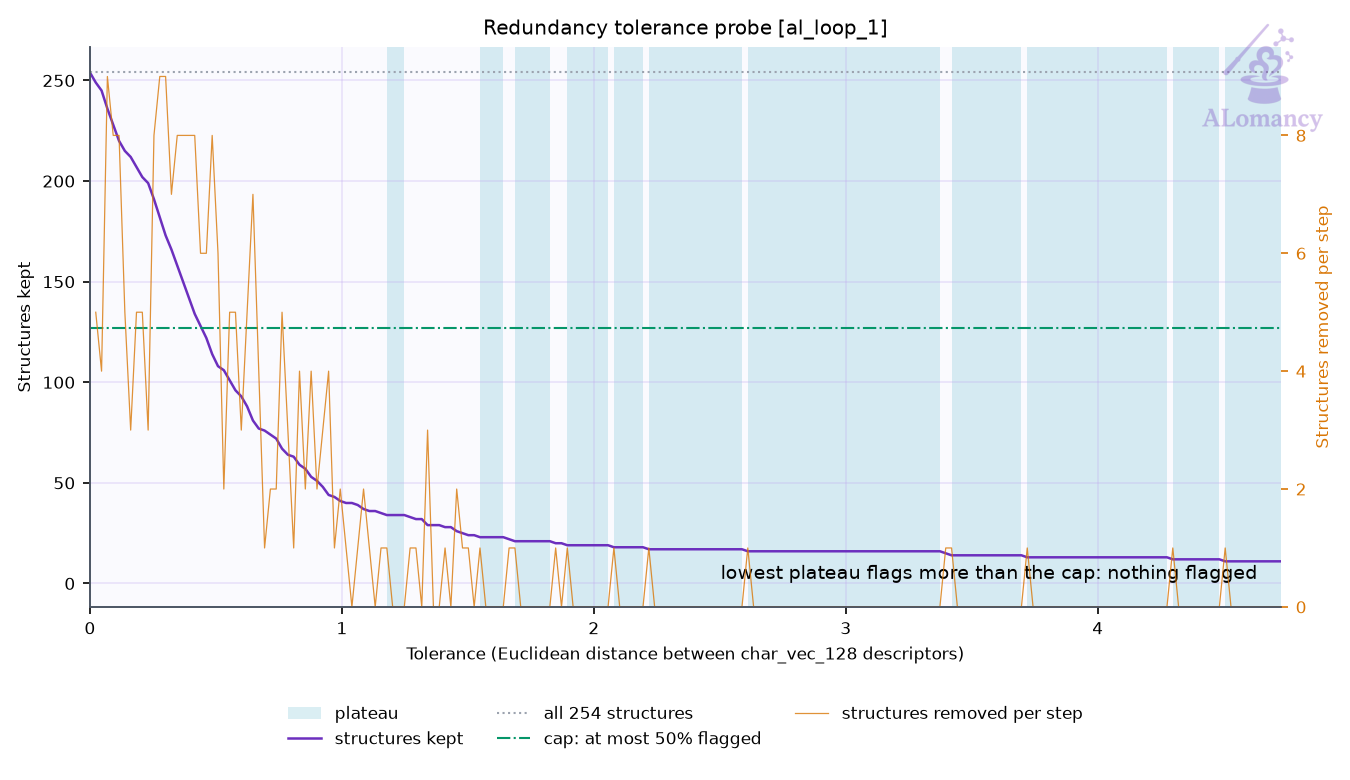 Redundancy tolerance probe [al_loop_1]
ALomancy
Structures kept
250
200
150
100
50
0
8
6
4
2
0
Structures removed per step
lowest plateau flags more than the cap: nothing flagged
0 1 2 3 4
Tolerance (Euclidean distance between char_vec_128 descriptors)
plateau
structures kept
all 254 structures
cap: at most 50% flagged
structures removed per step